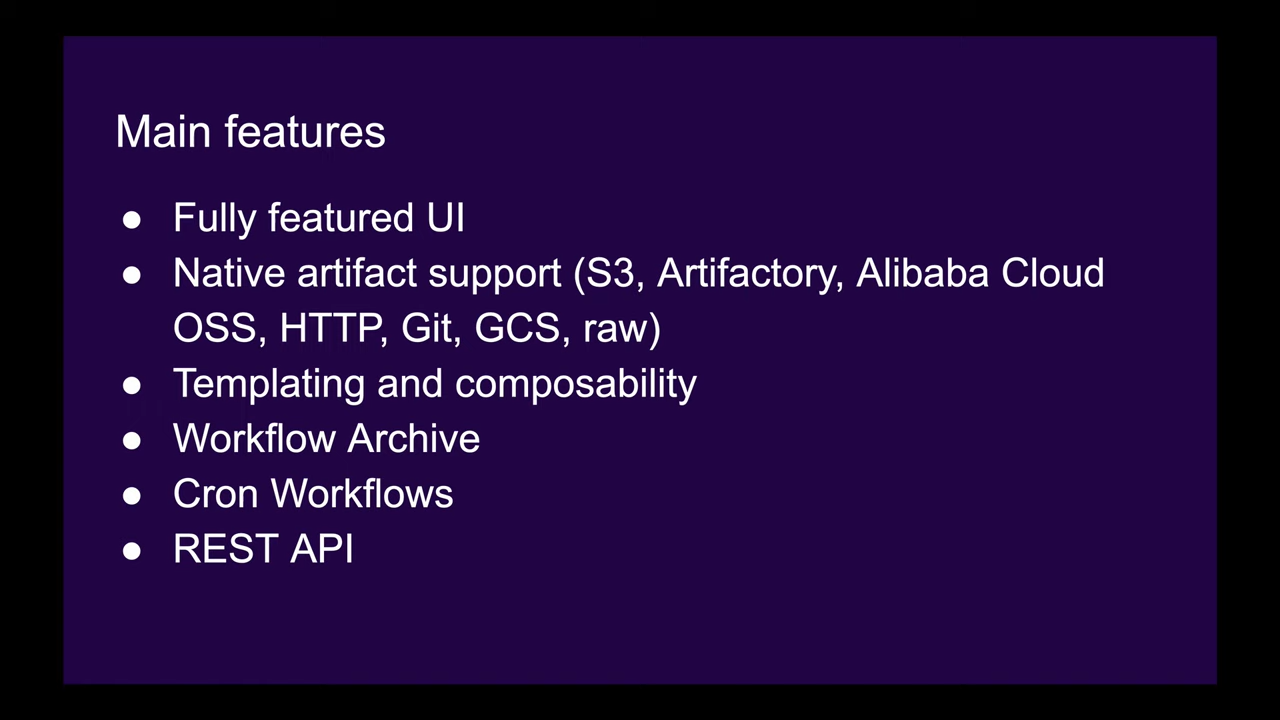 Main features
● Fully featured UI
● Native artifact support (S3, Artifactory, Alibaba Cloud
OSS, HTTP, Git, GCS, raw)
● Templating and composability
● Workflow Archive
● Cron Workflows
● REST API